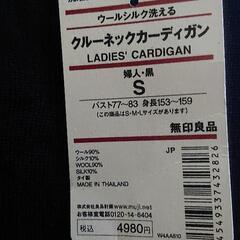 ウールシルク洗える
クルーネックカーディガン
LADIES' CARDIGAN
婦人・黒
S
バスト77〜83 身長153〜159
(この商品はS・M・Lサイズがあります)
無印良品
ウール90%
シルク10%
WOOL90%
SILK10%
タイ製
MADE IN THAILAND
JP
株式会社良品計画 http://www.muji.net
お客様室電話0120-14-6404
W4AA810
税込 4980円
4549337432826